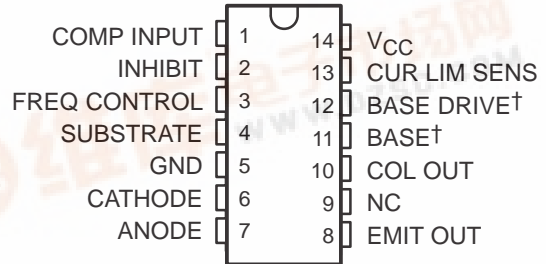 COMP INPUT 1 14 VCC
INHIBIT 2 13 CUR LIM SENS
FREQ CONTROL 3 12 BASE DRIVE†
SUBSTRATE 4 11 BASE†
GND 5 10 COL OUT
CATHODE 6 9 NC
ANODE 7 8 EMIT OUT